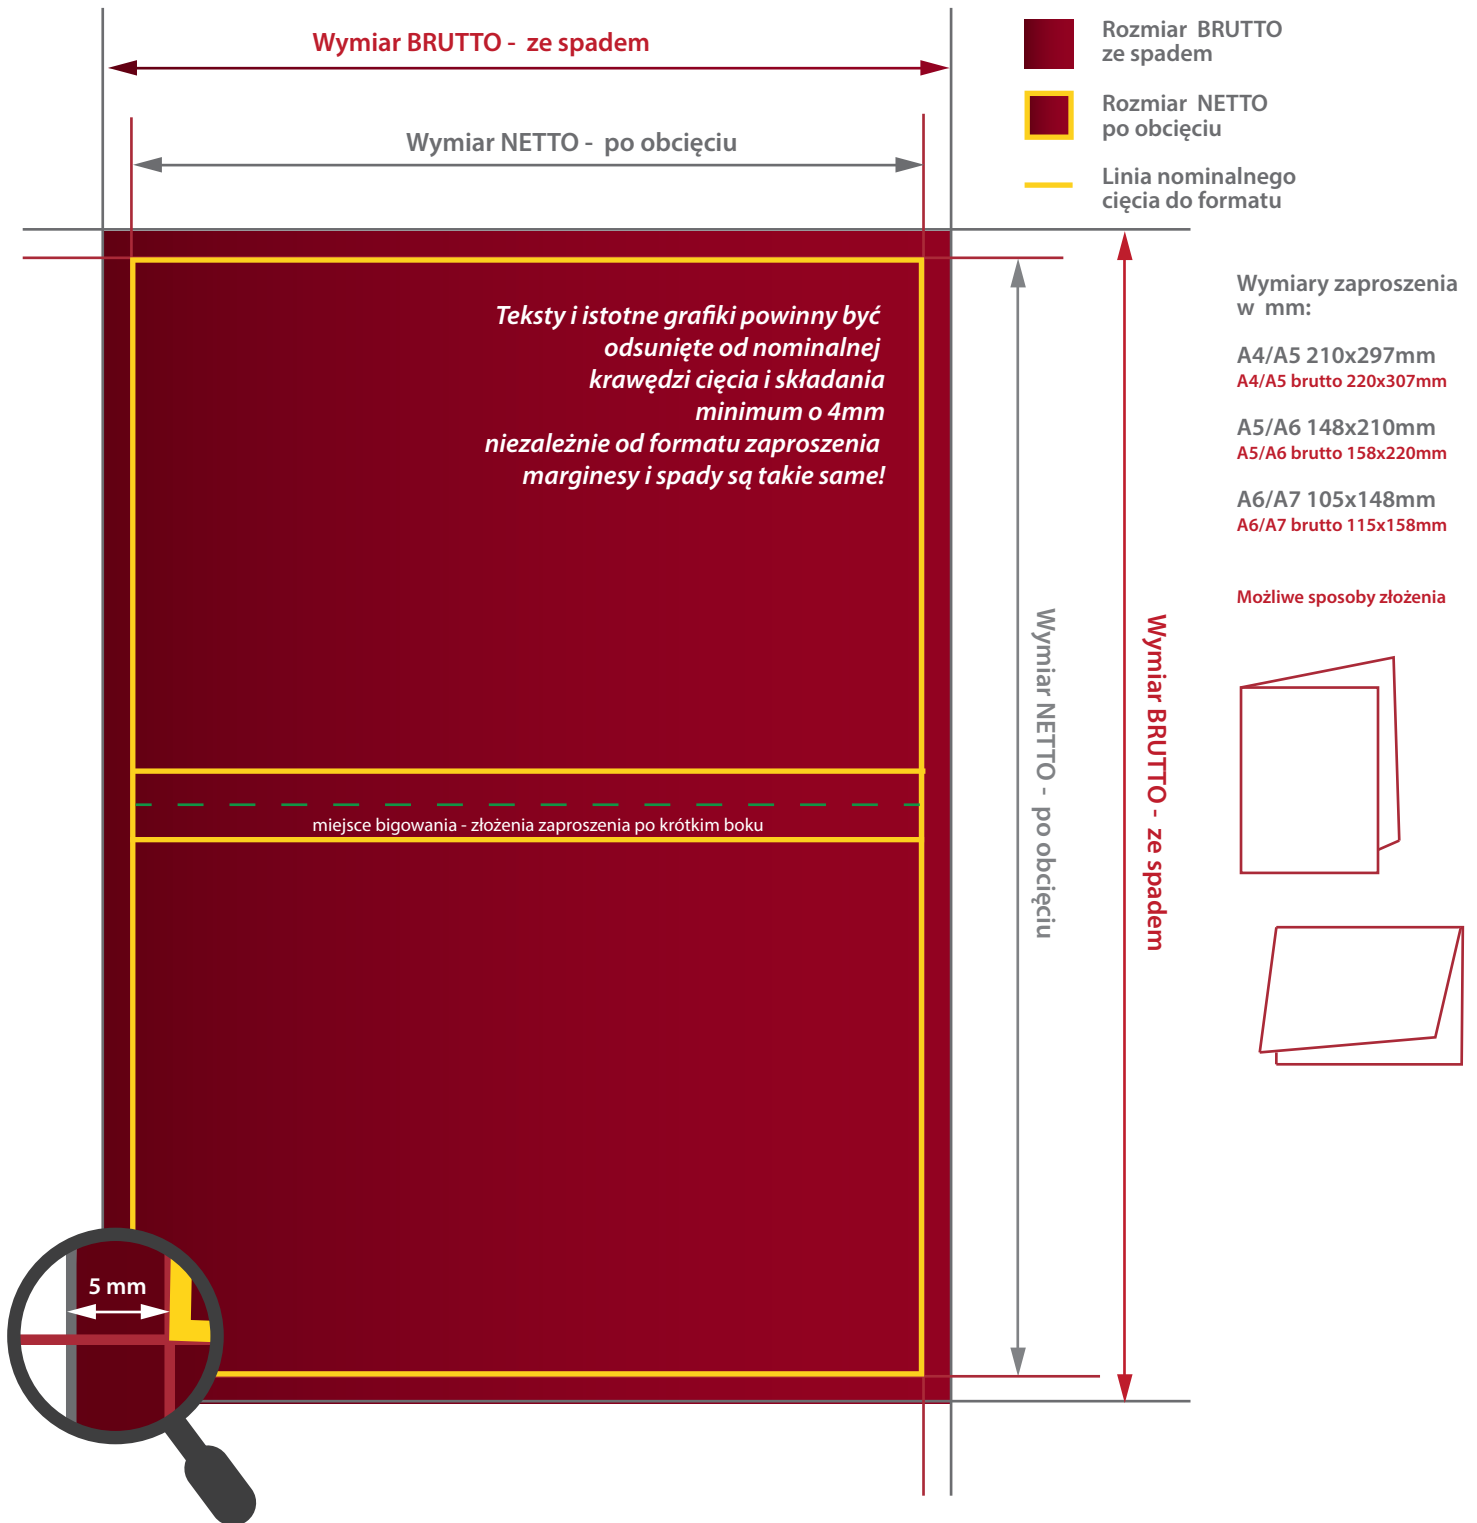 Wymiar BRUTTO - ze spadem
Wymiar NETTO - po obcięciu
Rozmiar BRUTTO
ze spadem
Rozmiar NETTO
po obcięciu
Linia nominalnego
cięcia do formatu
Teksty i istotne grafiki powinny być
odsunięte od nominalnej
krawędzi cięcia i składania
minimum o 4mm
niezależnie od formatu zaproszenia
marginesy i spady są takie same!
miejsce bigowania - złożenia zaproszenia po krótkim boku
Wymiar NETTO - po obcięciu
Wymiar BRUTTO - ze spadem
Wymiary zaproszenia
w mm:
A4/A5 210x297mm
A4/A5 brutto 220x307mm
A5/A6 148x210mm
A5/A6 brutto 158x220mm
A6/A7 105x148mm
A6/A7 brutto 115x158mm
Możliwe sposoby złożenia
5 mm